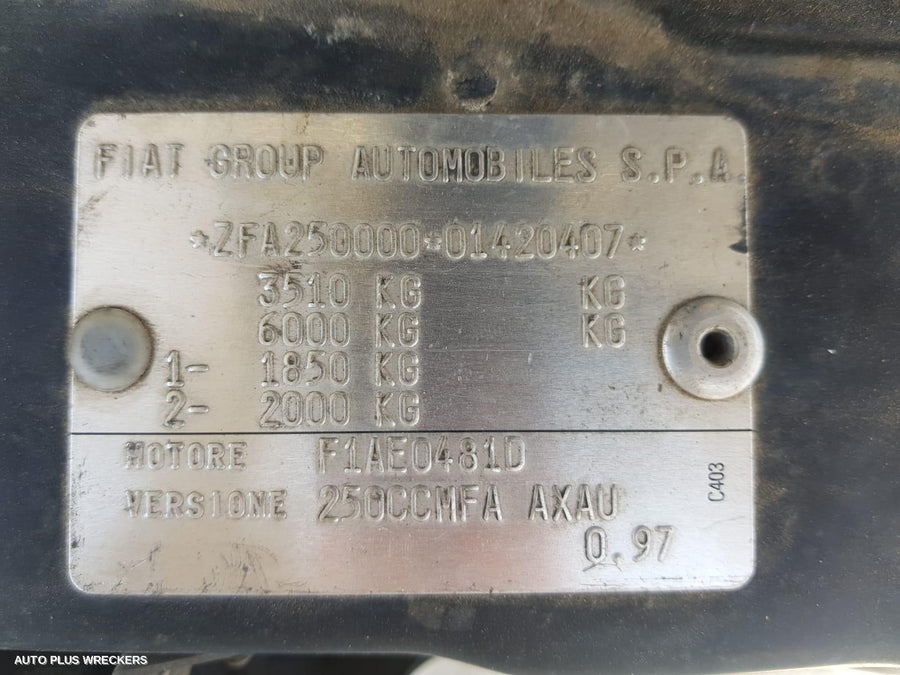 FIAT GROUP AUTOMOBILES S.P.A.
*ZFA250000*01420407*
3510 KG KG
6000 KG KG
1- 1850 KG
2- 2000 KG
MOTORE F1AE0481D
VERSIONE 250CCMFA AXAU
0.97
C403
AUTO PLUS WRECKERS